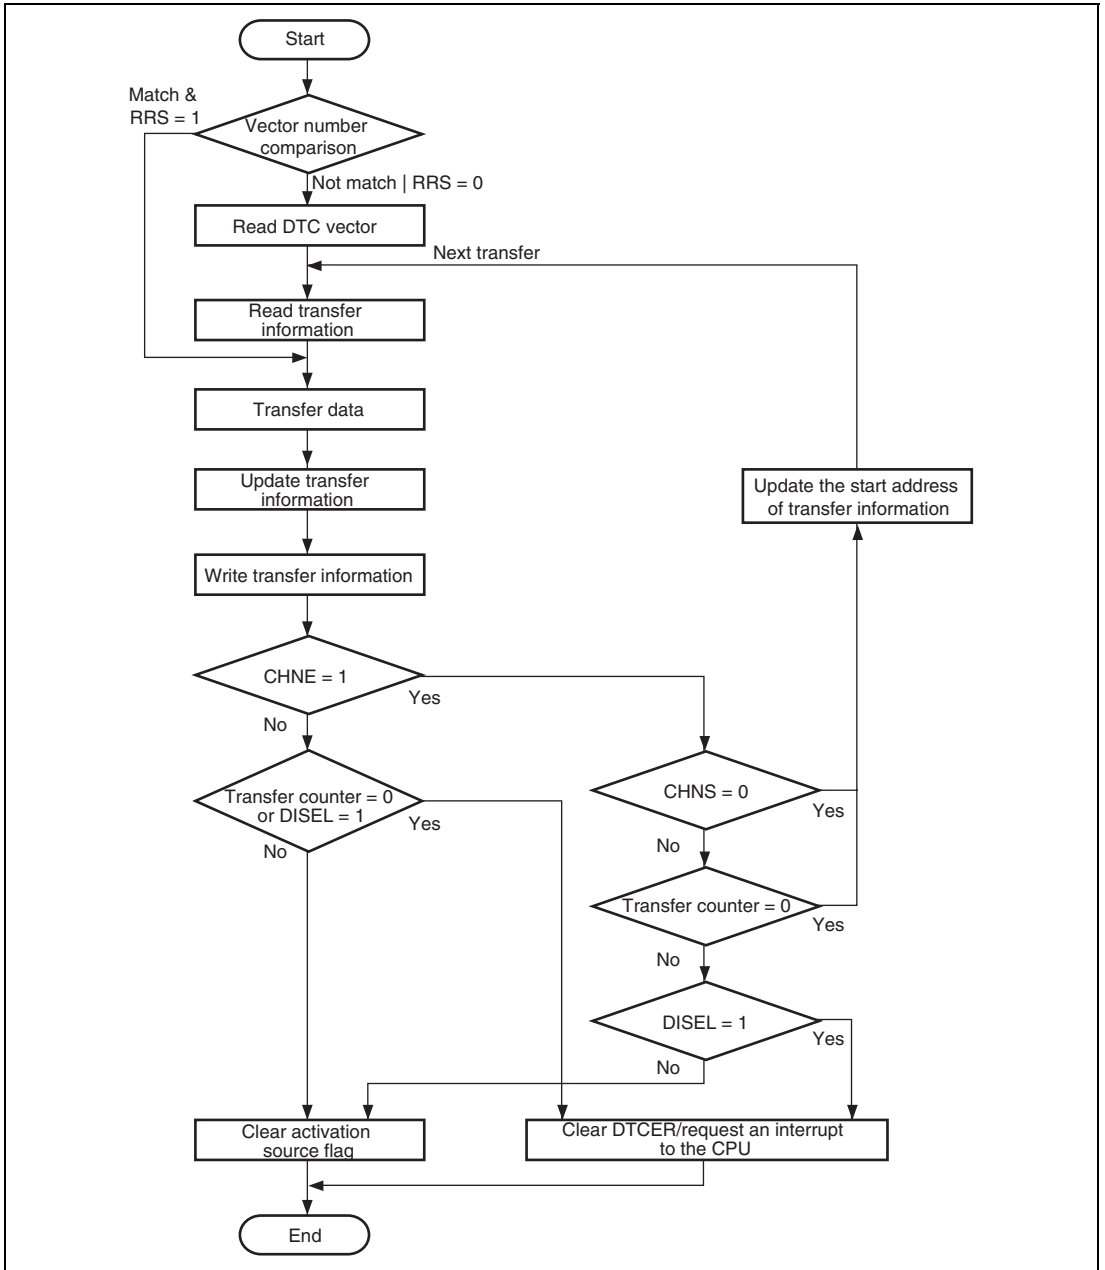 Start
Match &
RRS = 1
Vector number
comparison
Not match | RRS = 0
Read DTC vector
Next transfer
Read transfer
information
Transfer data
Update transfer
information
Update the start address
of transfer information
Write transfer information
CHNE = 1
Yes
No
Transfer counter = 0
or DISEL = 1
Yes
No
CHNS = 0
Yes
No
Transfer counter = 0
Yes
No
DISEL = 1
Yes
No
Clear activation
source flag
Clear DTCER/request an interrupt
to the CPU
End